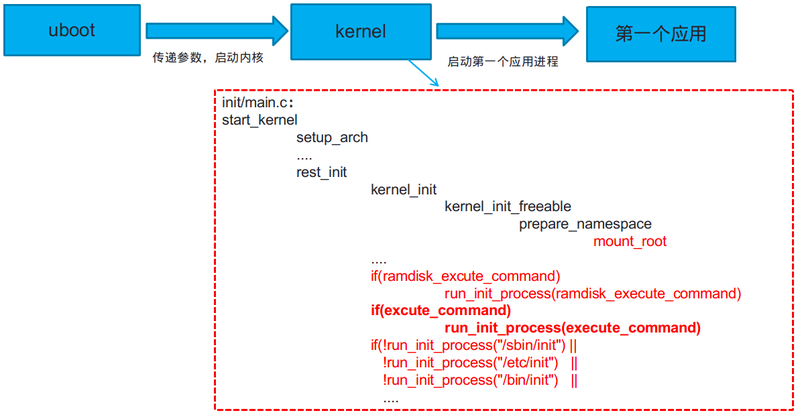 uboot
传递参数，启动内核
kernel
启动第一个应用进程
第一个应用
init/main.c:
start_kernel
setup_arch
....
rest_init
kernel_init
kernel_init_freeable
prepare_namespace
mount_root
....
if(ramdisk_excute_command)
run_init_process(ramdisk_execute_command)
if(excute_command)
run_init_process(execute_command)
if(!run_init_process("/sbin/init") ||
!run_init_process("/etc/init") ||
!run_init_process("/bin/init") ||
....